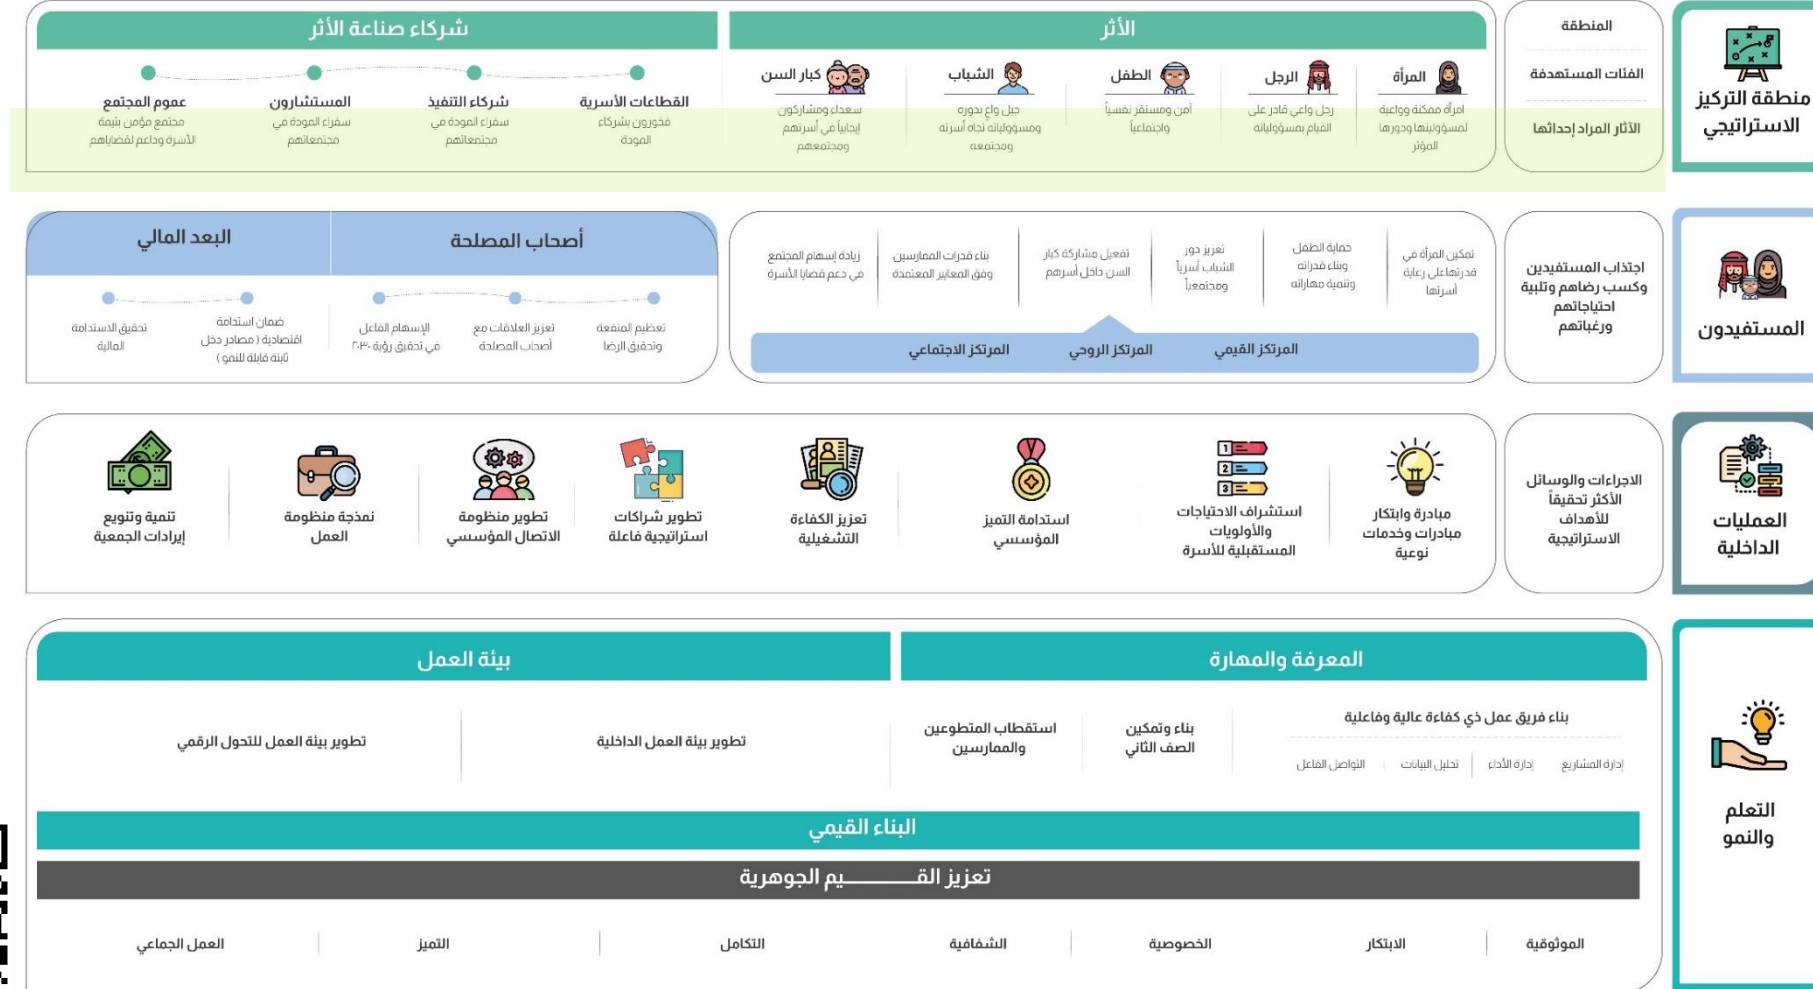 منطقة التركيز
الاستراتيجي
المنطقة
الفئات المستهدفة
الآثار المراد إحداثها
الأثر
المرأة
امرأة ممكنة وواعية
لمسؤوليتها ودورها
المؤثر
الرجل
رجل واعي قادر على
القيام بمسؤولياته
الطفل
آمن ومستقر نفسياً
واجتماعياً
الشباب
جيل واعٍ بدوره
ومسؤولياته تجاه أسرته
ومجتمعه
كبار السن
سعداء ومشاركون
إيجابياً في أسرتهم
ومجتمعهم
شركاء صناعة الأثر
القطاعات الأسرية
فخورون بشركاء
المودة
شركاء التنفيذ
سفراء المودة في
مجتمعاتهم
المستشارون
سفراء المودة في
مجتمعاتهم
عموم المجتمع
مجتمع مؤمن بثيمة
الأسرة وداعم لقضاياهم
المستفيدون
اجتذاب المستفيدين
وكسب رضاهم وتلبية
احتياجاتهم
ورغباتهم
تمكين المرأة في
قدرتهاعلى رعاية
أسرتها
حماية الطفل
وبناء قدراته
وتنمية مهاراته
تعزيز دور
الشباب أسرياً
ومجتمعياً
تفعيل مشاركة كبار
السن داخل أسرهم
بناء قدرات الممارسين
وفق المعايير المعتمدة
زيادة إسهام المجتمع
في دعم قضايا الأسرة
المرتكز القيمي
المرتكز الروحي
المرتكز الاجتماعي
أصحاب المصلحة
تعظيم المنفعة
وتحقيق الرضا
تعزيز العلاقات مع
أصحاب المصلحة
الإسهام الفاعل
في تحقيق رؤية ٢٠٣٠
البعد المالي
ضمان استدامة
اقتصادية ( مصادر دخل
ثابتة قابلة للنمو )
تحقيق الاستدامة
المالية
العمليات
الداخلية
الاجراءات والوسائل
الأكثر تحقيقاً
للأهداف
الاستراتيجية
مبادرة وابتكار
مبادرات وخدمات
نوعية
1
2
3
استشراف الاحتياجات
والأولويات
المستقبلية للأسرة
استدامة التميز
المؤسسي
تعزيز الكفاءة
التشغيلية
تطوير شراكات
استراتيجية فاعلة
تطوير منظومة
الاتصال المؤسسي
نمذجة منظومة
العمل
تنمية وتنويع
إيرادات الجمعية
التعلم
والنمو
المعرفة والمهارة
بناء فريق عمل ذي كفاءة عالية وفاعلية
إدارة المشاريع
إدارة الأداء
تحليل البيانات
التواصل الفاعل
بناء وتمكين
الصف الثاني
استقطاب المتطوعين
والممارسين
بيئة العمل
تطوير بيئة العمل الداخلية
تطوير بيئة العمل للتحول الرقمي
البناء القيمي
تعزيز القــــــــــيم الجوهرية
الموثوقية
الابتكار
الخصوصية
الشفافية
التكامل
التميز
العمل الجماعي